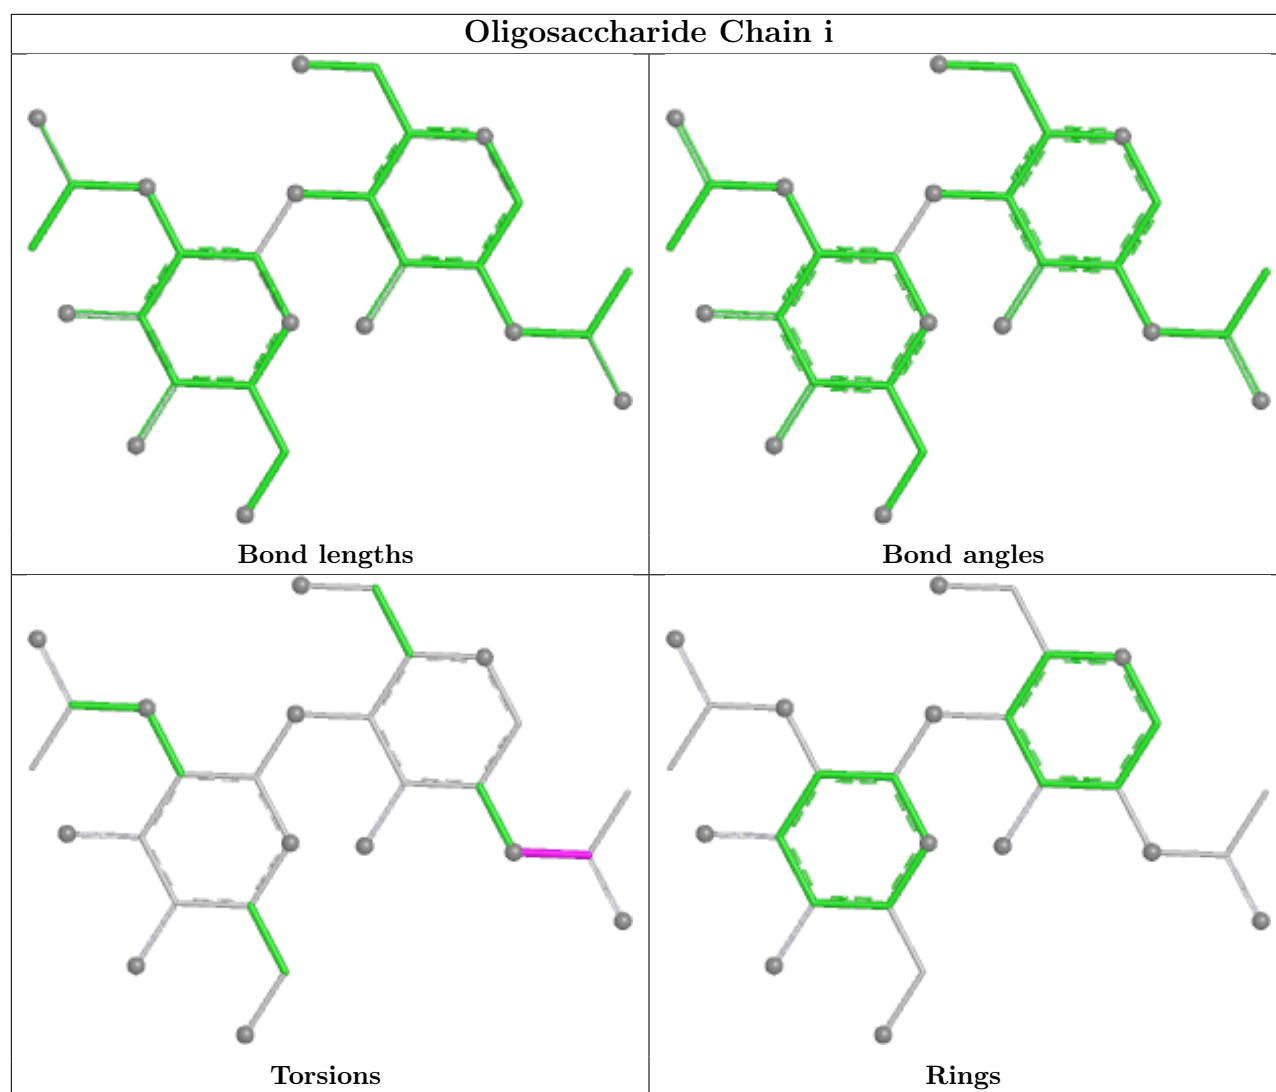 Oligosaccharide Chain i
Bond lengths
Bond angles
Torsions
Rings